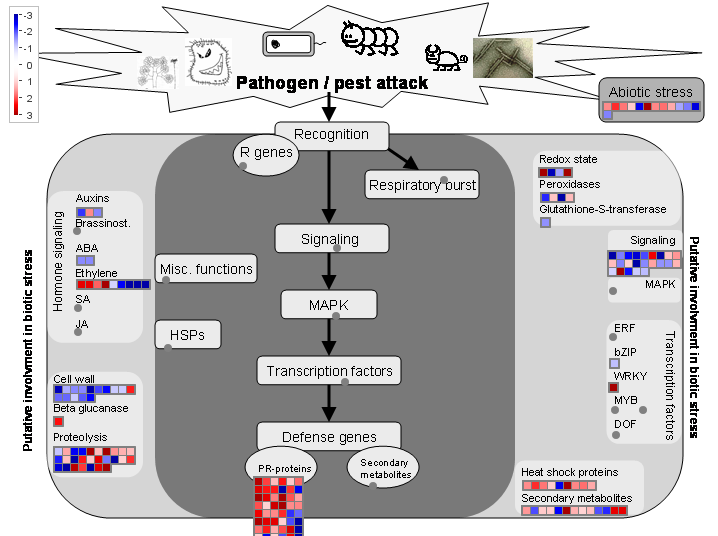 -3
-2
-1
0
1
2
3
Pathogen / pest attack
Abiotic stress
Recognition
R genes
Respiratory burst
Redox state
Peroxidases
Glutathione-S-transferase
Auxins
Brassinost.
ABA
Ethylene
SA
JA
Hormone signaling
Signaling
Signaling
MAPK
Misc. functions
MAPK
HSPs
ERF
bZIP
WRKY
MYB
DOF
Transcription factors
Transcription factors
Putative involvment in biotic stress
Putative involvment in biotic stress
Cell wall
Beta glucanase
Proteolysis
Defense genes
PR-proteins
Secondary
metabolites
Heat shock proteins
Secondary metabolites